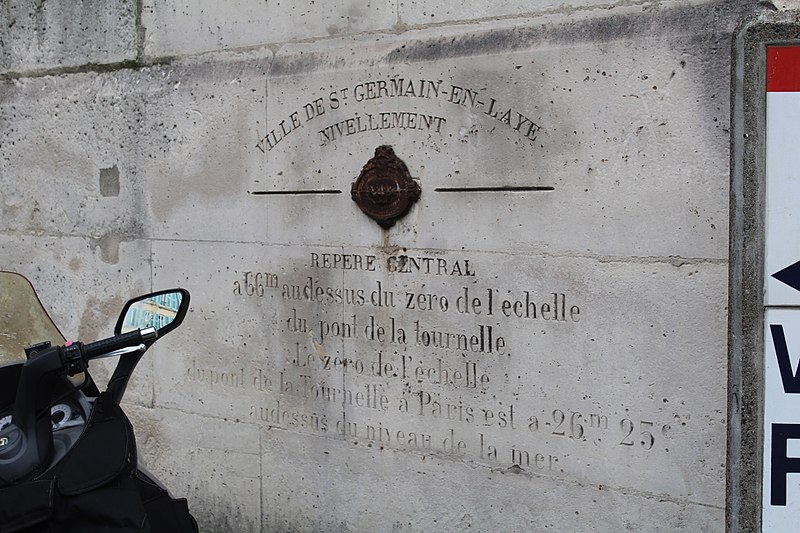 VILLE DE ST GERMAIN-EN-LAYE
NIVELLEMENT
REPERE CENTRAL
a 66m audessus du zero de l'échelle
du pont de la tournelle.
Le zéro de l'échelle
du pont de la Tournelle à Paris est a 26m 25c
audessus du niveau de la mer.